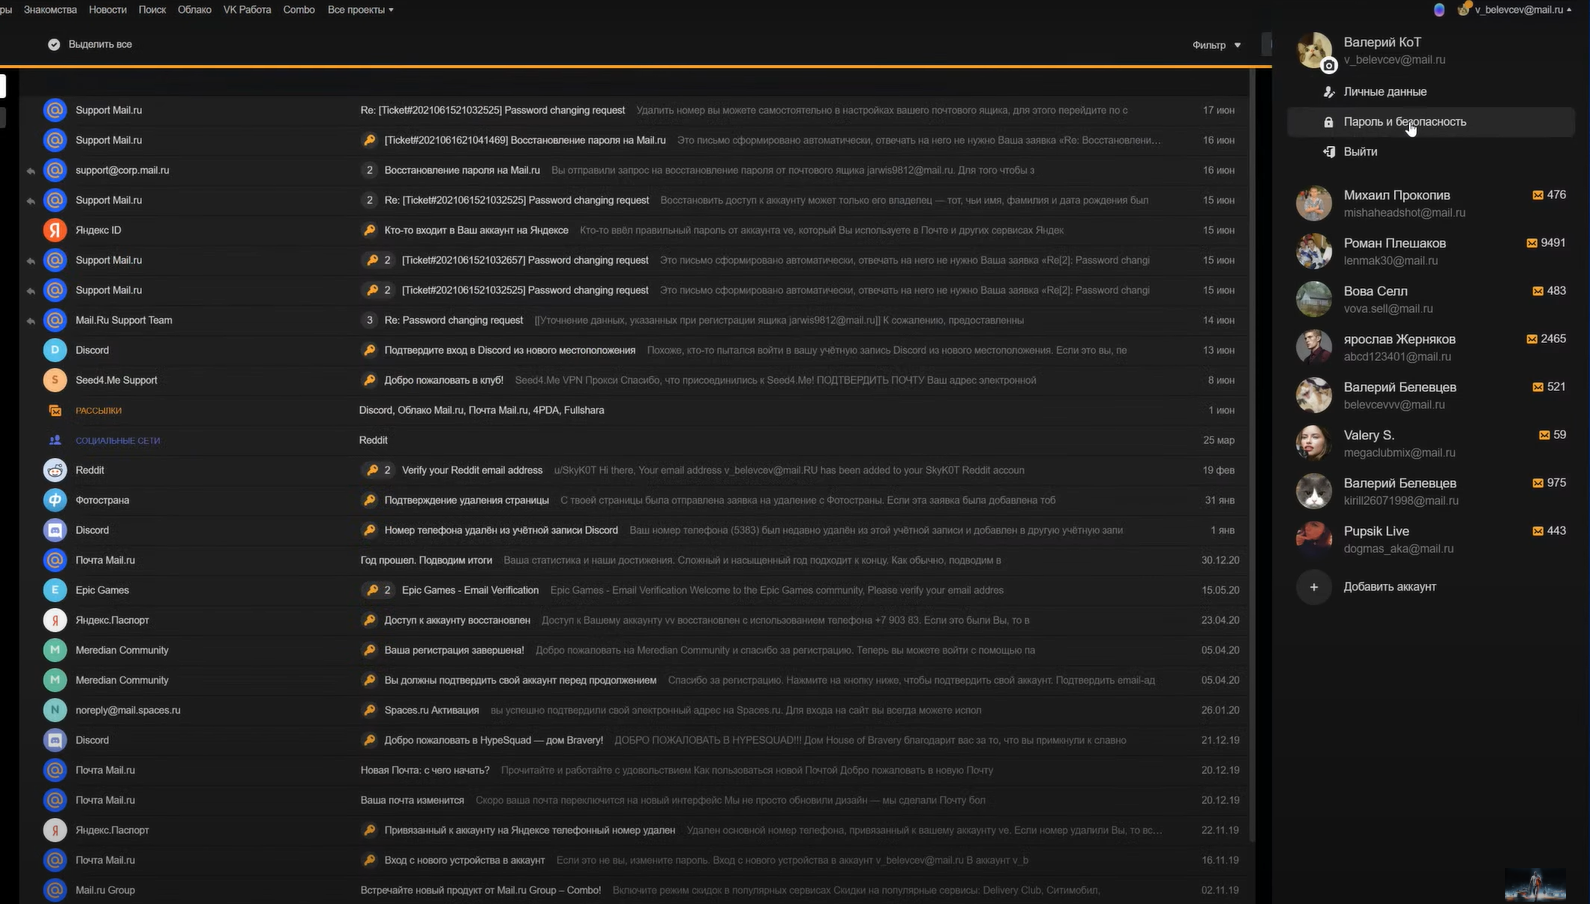 ры Знакомства Новости Поиск Облако VK Работа Combo Все проекты v_belevcev@mail.ru
Выделить все Фильтр
Support Mail.ru Re: [Ticket#2021061521032525] Password changing request Удалить номер вы можете самостоятельно в настройках вашего почтового ящика, для этого перейдите по с 17 июн
Support Mail.ru [Ticket#2021061621041469] Восстановление пароля на Mail.ru Это письмо сформировано автоматически, отвечать на него не нужно Ваша заявка «Re: Восстановлени... 16 июн
support@corp.mail.ru 2 Восстановление пароля на Mail.ru Вы отправили запрос на восстановление пароля от почтового ящика jarwis9812@mail.ru. Для того чтобы з 16 июн
Support Mail.ru 2 Re: [Ticket#2021061521032525] Password changing request Восстановить доступ к аккаунту может только его владелец — тот, чьи имя, фамилия и дата рождения был 15 июн
Яндекс ID Кто-то входит в Ваш аккаунт на Яндексе Кто-то ввёл правильный пароль от аккаунта ve, который Вы используете в Почте и других сервисах Яндек 15 июн
Support Mail.ru 2 [Ticket#2021061521032657] Password changing request Это письмо сформировано автоматически, отвечать на него не нужно Ваша заявка «Re[2]: Password changi 15 июн
Support Mail.ru 2 [Ticket#2021061521032525] Password changing request Это письмо сформировано автоматически, отвечать на него не нужно Ваша заявка «Re[2]: Password changi 15 июн
Mail.Ru Support Team 3 Re: Password changing request [[Уточнение данных, указанных при регистрации ящика jarwis9812@mail.ru]] К сожалению, предоставленны 14 июн
D Discord Подтвердите вход в Discord из нового местоположения Похоже, кто-то пытался войти в вашу учётную запись Discord из нового местоположения. Если это вы, пе 13 июн
S Seed4.Me Support Добро пожаловать в клуб! Seed4.Me VPN Прокси Спасибо, что присоединились к Seed4.Me! ПОДТВЕРДИТЬ ПОЧТУ Ваш адрес электронной 8 июн
РАССЫЛКИ Discord, Облако Mail.ru, Почта Mail.ru, 4PDA, Fullshara 1 июн
СОЦИАЛЬНЫЕ СЕТИ Reddit 25 мар
Reddit 2 Verify your Reddit email address u/SkyK0T Hi there, Your email address v_belevcev@mail.RU has been added to your SkyK0T Reddit accoun 19 фев
Фотострана Подтверждение удаления страницы С твоей страницы была отправлена заявка на удаление с Фотостраны. Если эта заявка была добавлена тоб 31 янв
Discord Номер телефона удалён из учётной записи Discord Ваш номер телефона (5383) был недавно удалён из этой учётной записи и добавлен в другую учётную запи 1 янв
Почта Mail.ru Год прошел. Подводим итоги Ваша статистика и наши достижения. Сложный и насыщенный год подходит к концу. Как обычно, подводим в 30.12.20
E Epic Games 2 Epic Games - Email Verification Epic Games - Email Verification Welcome to the Epic Games community, Please verify your email addres 15.05.20
Я Яндекс.Паспорт Доступ к аккаунту восстановлен Доступ к Вашему аккаунту vv восстановлен с использованием телефона +7 903 83. Если это были Вы, то в 23.04.20
M Meredian Community Ваша регистрация завершена! Добро пожаловать на Meredian Community и спасибо за регистрацию. Теперь вы можете войти с помощью па 05.04.20
M Meredian Community Вы должны подтвердить свой аккаунт перед продолжением Спасибо за регистрацию. Нажмите на кнопку ниже, чтобы подтвердить свой аккаунт. Подтвердить email-ад 05.04.20
N noreply@mail.spaces.ru Spaces.ru Активация вы успешно подтвердили свой электронный адрес на Spaces.ru. Для входа на сайт вы всегда можете испол 26.01.20
Discord Добро пожаловать в HypeSquad — дом Bravery! ДОБРО ПОЖАЛОВАТЬ В HYPESQUAD!!! Дом House of Bravery благодарит вас за то, что вы примкнули к славно 21.12.19
Почта Mail.ru Новая Почта: с чего начать? Прочитайте и работайте с удовольствием Как пользоваться новой Почтой Добро пожаловать в новую Почту 20.12.19
Почта Mail.ru Ваша почта изменится Скоро ваша почта переключится на новый интерфейс Мы не просто обновили дизайн — мы сделали Почту бол 20.12.19
Я Яндекс.Паспорт Привязанный к аккаунту на Яндексе телефонный номер удален Удален основной номер телефона, привязанный к вашему аккаунту ve. Если номер удалили Вы, то вс... 22.11.19
Почта Mail.ru Вход с нового устройства в аккаунт Если это не вы, измените пароль. Вход с нового устройства в аккаунт v_belevcev@mail.ru В аккаунт v_b 16.11.19
Mail.ru Group Встречайте новый продукт от Mail.ru Group – Combo! Включите режим скидок в популярных сервисах Скидки на популярные сервисы: Delivery Club, Ситимобил, 02.11.19
Валерий КоТ
v_belevcev@mail.ru
Личные данные
Пароль и безопасность
Выйти
Михаил Прокопив 476
mishaheadshot@mail.ru
Роман Плешаков 9491
lenmak30@mail.ru
Вова Селл 483
vova.sell@mail.ru
ярослав Жерняков 2465
abcd123401@mail.ru
Валерий Белевцев 521
belevcevvv@mail.ru
Valery S. 59
megaclubmix@mail.ru
Валерий Белевцев 975
kirill26071998@mail.ru
Pupsik Live 443
dogmas_aka@mail.ru
+ Добавить аккаунт